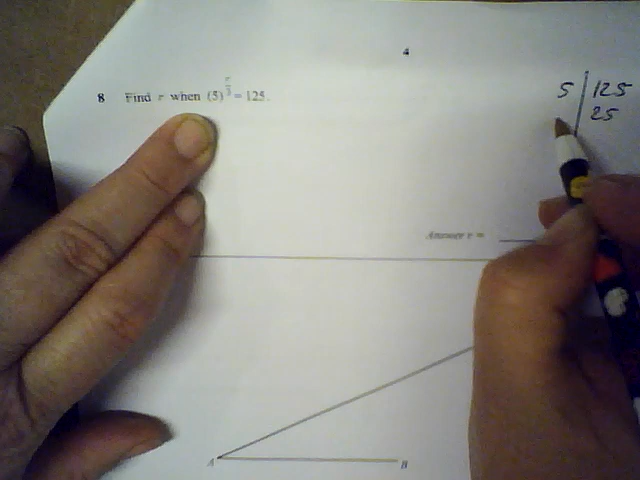 4
8 Find r when (5)^{r/3} = 125.
5 | 125
25
Answer r =
A B